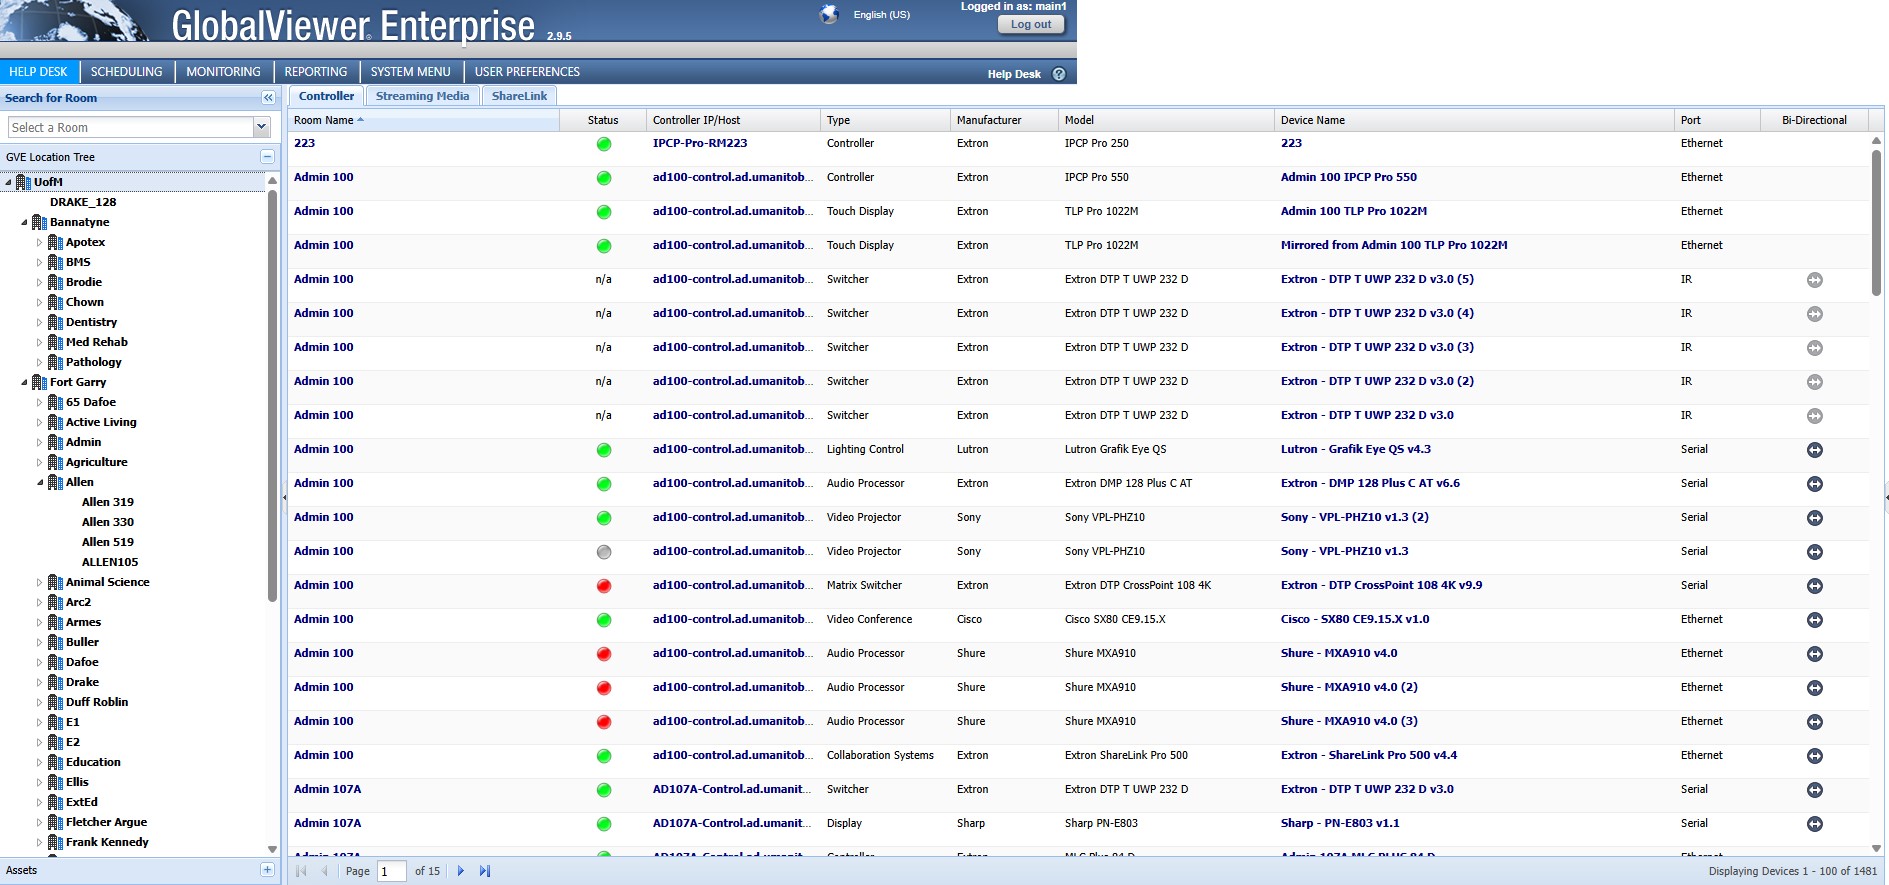 GlobalViewer® Enterprise 2.9.5
English (US)
Logged in as: main1
Log out
HELP DESK SCHEDULING MONITORING REPORTING SYSTEM MENU USER PREFERENCES
Help Desk ?
Search for Room
Select a Room
GVE Location Tree
UofM
DRAKE_128
Bannatyne
Apotex
BMS
Brodie
Chown
Dentistry
Med Rehab
Pathology
Fort Garry
65 Dafoe
Active Living
Admin
Agriculture
Allen
Allen 319
Allen 330
Allen 519
ALLEN105
Animal Science
Arc2
Armes
Buller
Dafoe
Drake
Duff Roblin
E1
E2
Education
Ellis
ExtEd
Fletcher Argue
Frank Kennedy
Assets
Controller Streaming Media ShareLink
Room Name Status Controller IP/Host Type Manufacturer Model Device Name Port Bi-Directional
223 IPCP-Pro-RM223 Controller Extron IPCP Pro 250 223 Ethernet
Admin 100 ad100-control.ad.umanitob... Controller Extron IPCP Pro 550 Admin 100 IPCP Pro 550 Ethernet
Admin 100 ad100-control.ad.umanitob... Touch Display Extron TLP Pro 1022M Admin 100 TLP Pro 1022M Ethernet
Admin 100 ad100-control.ad.umanitob... Touch Display Extron TLP Pro 1022M Mirrored from Admin 100 TLP Pro 1022M Ethernet
Admin 100 n/a ad100-control.ad.umanitob... Switcher Extron Extron DTP T UWP 232 D Extron - DTP T UWP 232 D v3.0 (5) IR
Admin 100 n/a ad100-control.ad.umanitob... Switcher Extron Extron DTP T UWP 232 D Extron - DTP T UWP 232 D v3.0 (4) IR
Admin 100 n/a ad100-control.ad.umanitob... Switcher Extron Extron DTP T UWP 232 D Extron - DTP T UWP 232 D v3.0 (3) IR
Admin 100 n/a ad100-control.ad.umanitob... Switcher Extron Extron DTP T UWP 232 D Extron - DTP T UWP 232 D v3.0 (2) IR
Admin 100 n/a ad100-control.ad.umanitob... Switcher Extron Extron DTP T UWP 232 D Extron - DTP T UWP 232 D v3.0 IR
Admin 100 ad100-control.ad.umanitob... Lighting Control Lutron Lutron Grafik Eye QS Lutron - Grafik Eye QS v4.3 Serial
Admin 100 ad100-control.ad.umanitob... Audio Processor Extron Extron DMP 128 Plus C AT Extron - DMP 128 Plus C AT v6.6 Serial
Admin 100 ad100-control.ad.umanitob... Video Projector Sony Sony VPL-PHZ10 Sony - VPL-PHZ10 v1.3 (2) Serial
Admin 100 ad100-control.ad.umanitob... Video Projector Sony Sony VPL-PHZ10 Sony - VPL-PHZ10 v1.3 Serial
Admin 100 ad100-control.ad.umanitob... Matrix Switcher Extron Extron DTP CrossPoint 108 4K Extron - DTP CrossPoint 108 4K v9.9 Serial
Admin 100 ad100-control.ad.umanitob... Video Conference Cisco Cisco SX80 CE9.15.X Cisco - SX80 CE9.15.X v1.0 Ethernet
Admin 100 ad100-control.ad.umanitob... Audio Processor Shure Shure MXA910 Shure - MXA910 v4.0 Ethernet
Admin 100 ad100-control.ad.umanitob... Audio Processor Shure Shure MXA910 Shure - MXA910 v4.0 (2) Ethernet
Admin 100 ad100-control.ad.umanitob... Audio Processor Shure Shure MXA910 Shure - MXA910 v4.0 (3) Ethernet
Admin 100 ad100-control.ad.umanitob... Collaboration Systems Extron Extron ShareLink Pro 500 Extron - ShareLink Pro 500 v4.4 Ethernet
Admin 107A AD107A-Control.ad.umanit... Switcher Extron Extron DTP T UWP 232 D Extron - DTP T UWP 232 D v3.0 Serial
Admin 107A AD107A-Control.ad.umanit... Display Sharp Sharp PN-E803 Sharp - PN-E803 v1.1 Serial
Admin 107A AD107A-Control.ad.umanit... Controller Extron MLC Plus 84 D Admin 107A MLC PLUS 84 D Ethernet
Page 1 of 15
Displaying Devices 1 - 100 of 1481